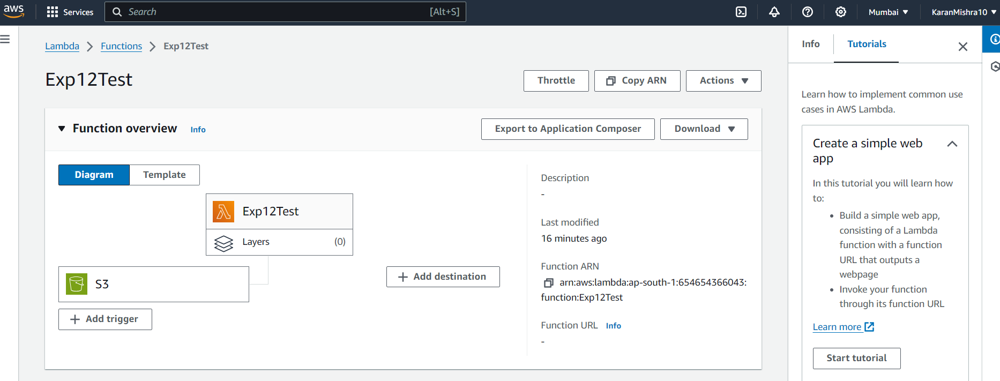 aws
Services
Search
[Alt+S]
Mumbai
KaranMishra10
Lambda
Functions
Exp12Test
Exp12Test
Throttle
Copy ARN
Actions
Function overview
Info
Export to Application Composer
Download
Diagram
Template
Exp12Test
Layers
(0)
S3
Add destination
Add trigger
Description
-
Last modified
16 minutes ago
Function ARN
arn:aws:lambda:ap-south-1:654654366043:
function:Exp12Test
Function URL Info
-
Info
Tutorials
Learn how to implement common use
cases in AWS Lambda.
Create a simple web
app
In this tutorial you will learn how
to:
• Build a simple web app,
consisting of a Lambda
function with a function
URL that outputs a
webpage
• Invoke your function
through its function URL
Learn more
Start tutorial